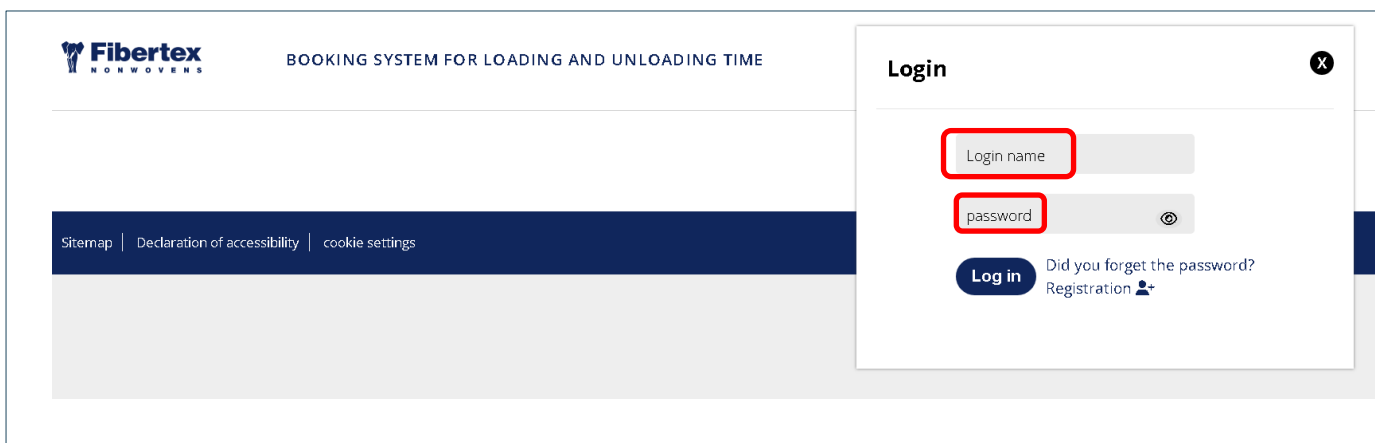 Fibertex
NONWOVENS
BOOKING SYSTEM FOR LOADING AND UNLOADING TIME
Login
X
Login name
password
Log in
Did you forget the password?
Registration
Sitemap
Declaration of accessibility
cookie settings